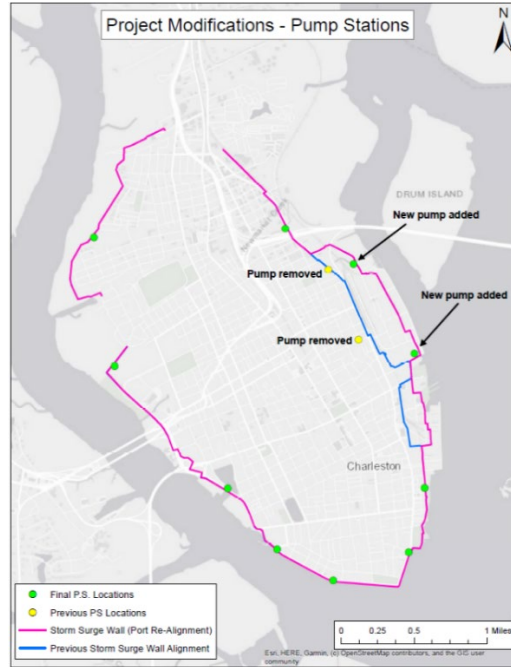 Project Modifications - Pump Stations
N
DRUM ISLAND
New pump added
Pump removed
New pump added
Pump removed
Charleston
Final P.S. Locations
Previous PS Locations
Storm Surge Wall (Port Re-Alignment)
Previous Storm Surge Wall Alignment
0 0.25 0.5 1 Miles
Esri, HERE, Garmin, (c) OpenStreetMap contributors, and the GIS user
community